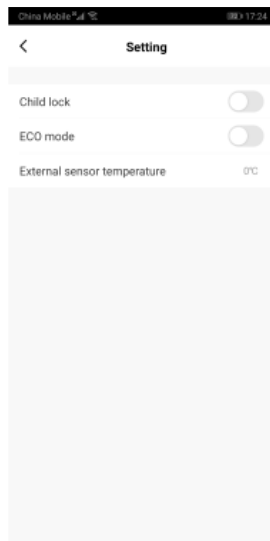 China Mobile 17:24
Setting
Child lock
ECO mode
External sensor temperature 0℃